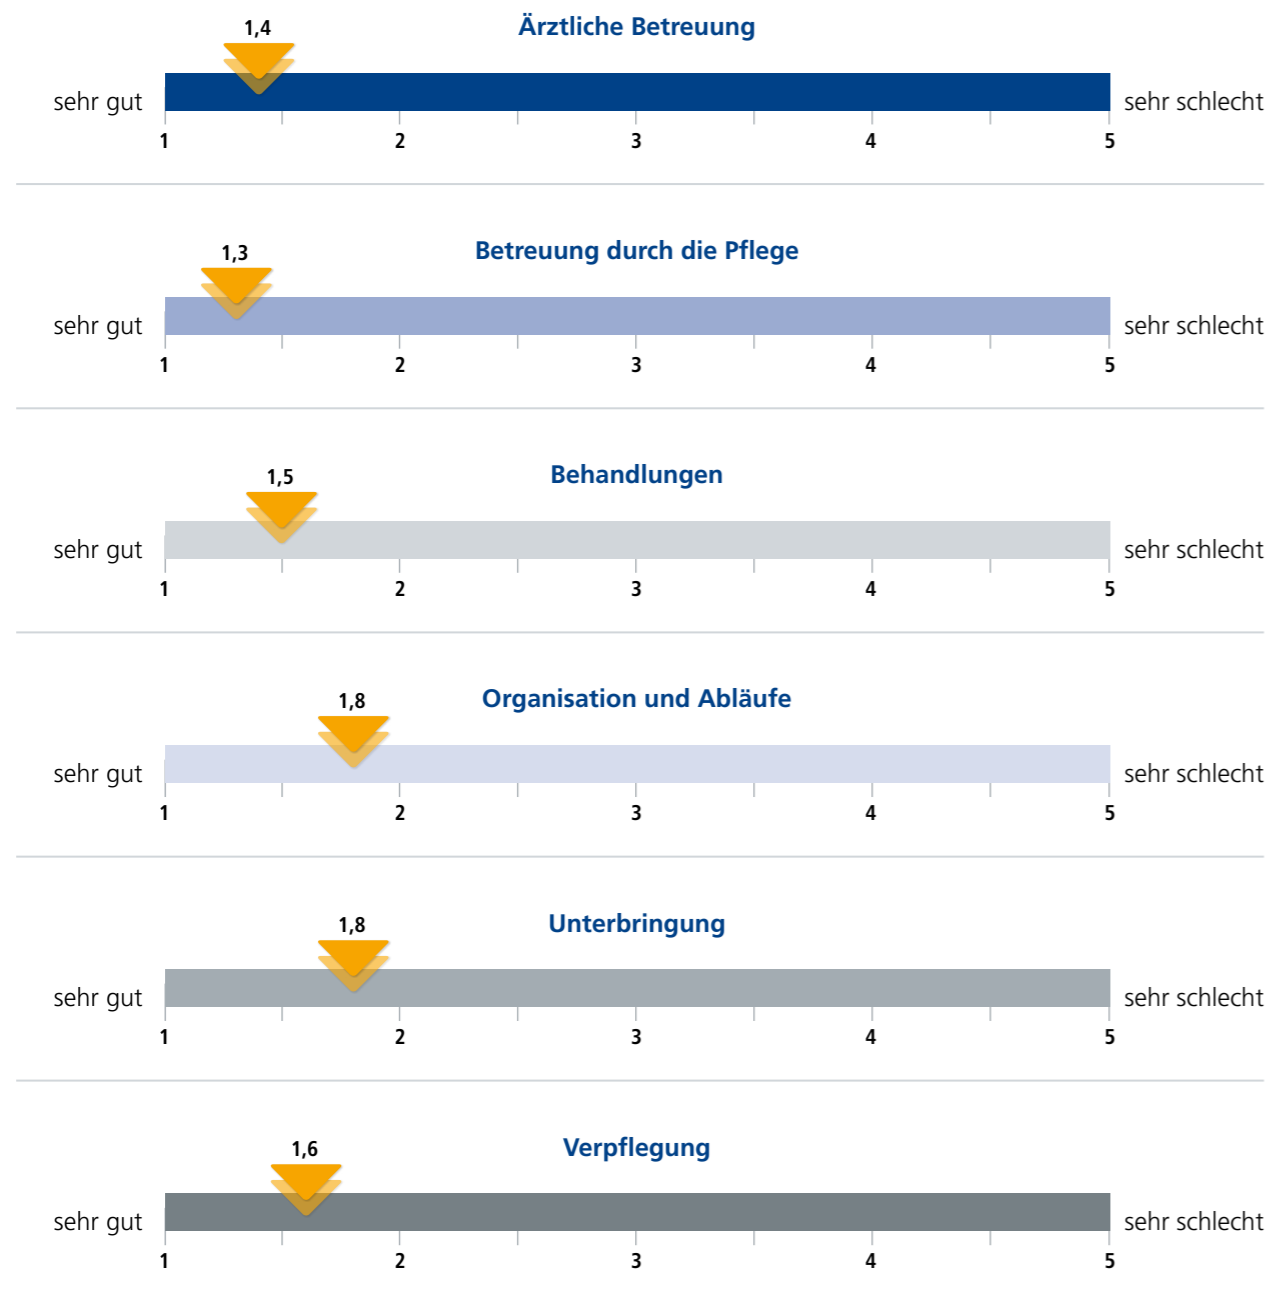 Ärztliche Betreuung
1,4
sehr gut sehr schlecht
1 2 3 4 5
Betreuung durch die Pflege
1,3
sehr gut sehr schlecht
1 2 3 4 5
Behandlungen
1,5
sehr gut sehr schlecht
1 2 3 4 5
Organisation und Abläufe
1,8
sehr gut sehr schlecht
1 2 3 4 5
Unterbringung
1,8
sehr gut sehr schlecht
1 2 3 4 5
Verpflegung
1,6
sehr gut sehr schlecht
1 2 3 4 5